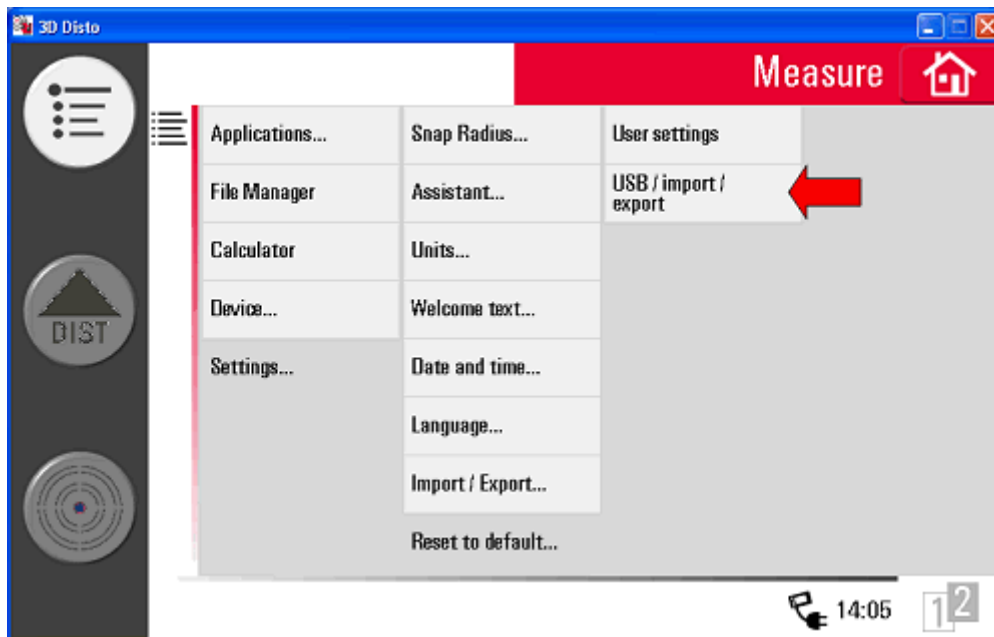 3D Disto
Measure
Applications...
File Manager
Calculator
Device...
Settings...
Snap Radius...
Assistant...
Units...
Welcome text...
Date and time...
Language...
Import / Export...
Reset to default...
User settings
USB / import /
export
DIST
14:05
1 2